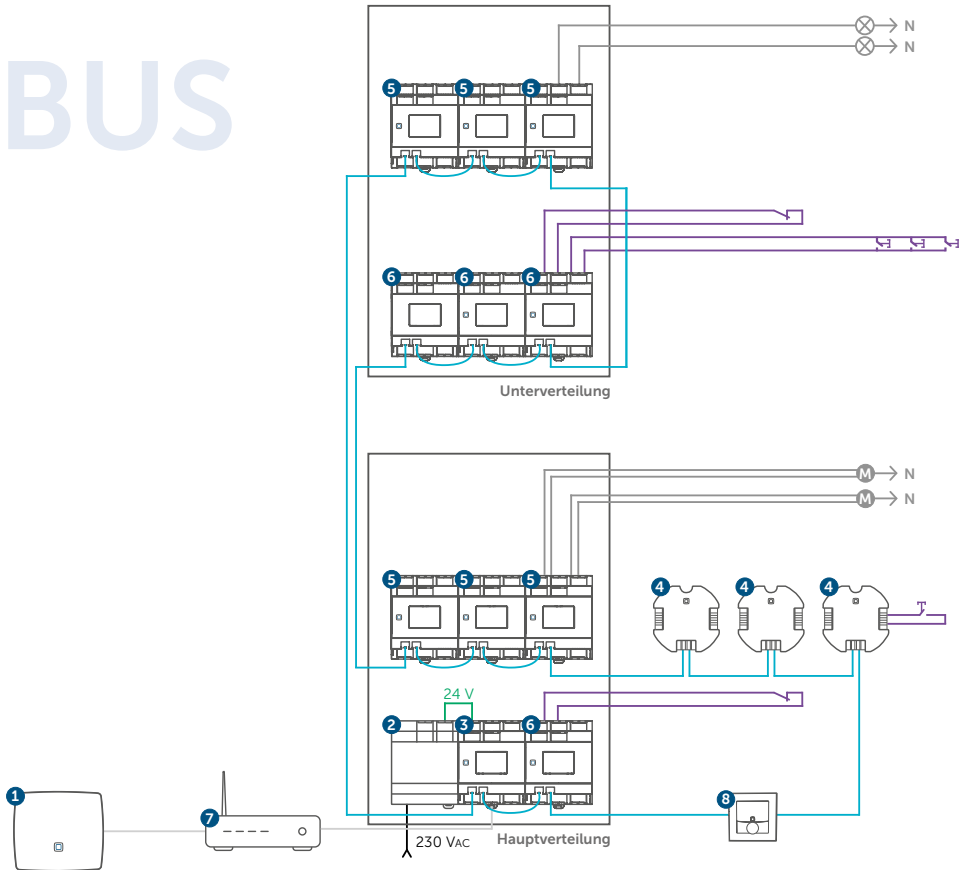 N
N
BUS
5 5 5
6 6 6
Unterverteilung
M N
M N
5 5 5
4 4 4
24 V
2 3 6
1
7
8
230 VAC
Hauptverteilung